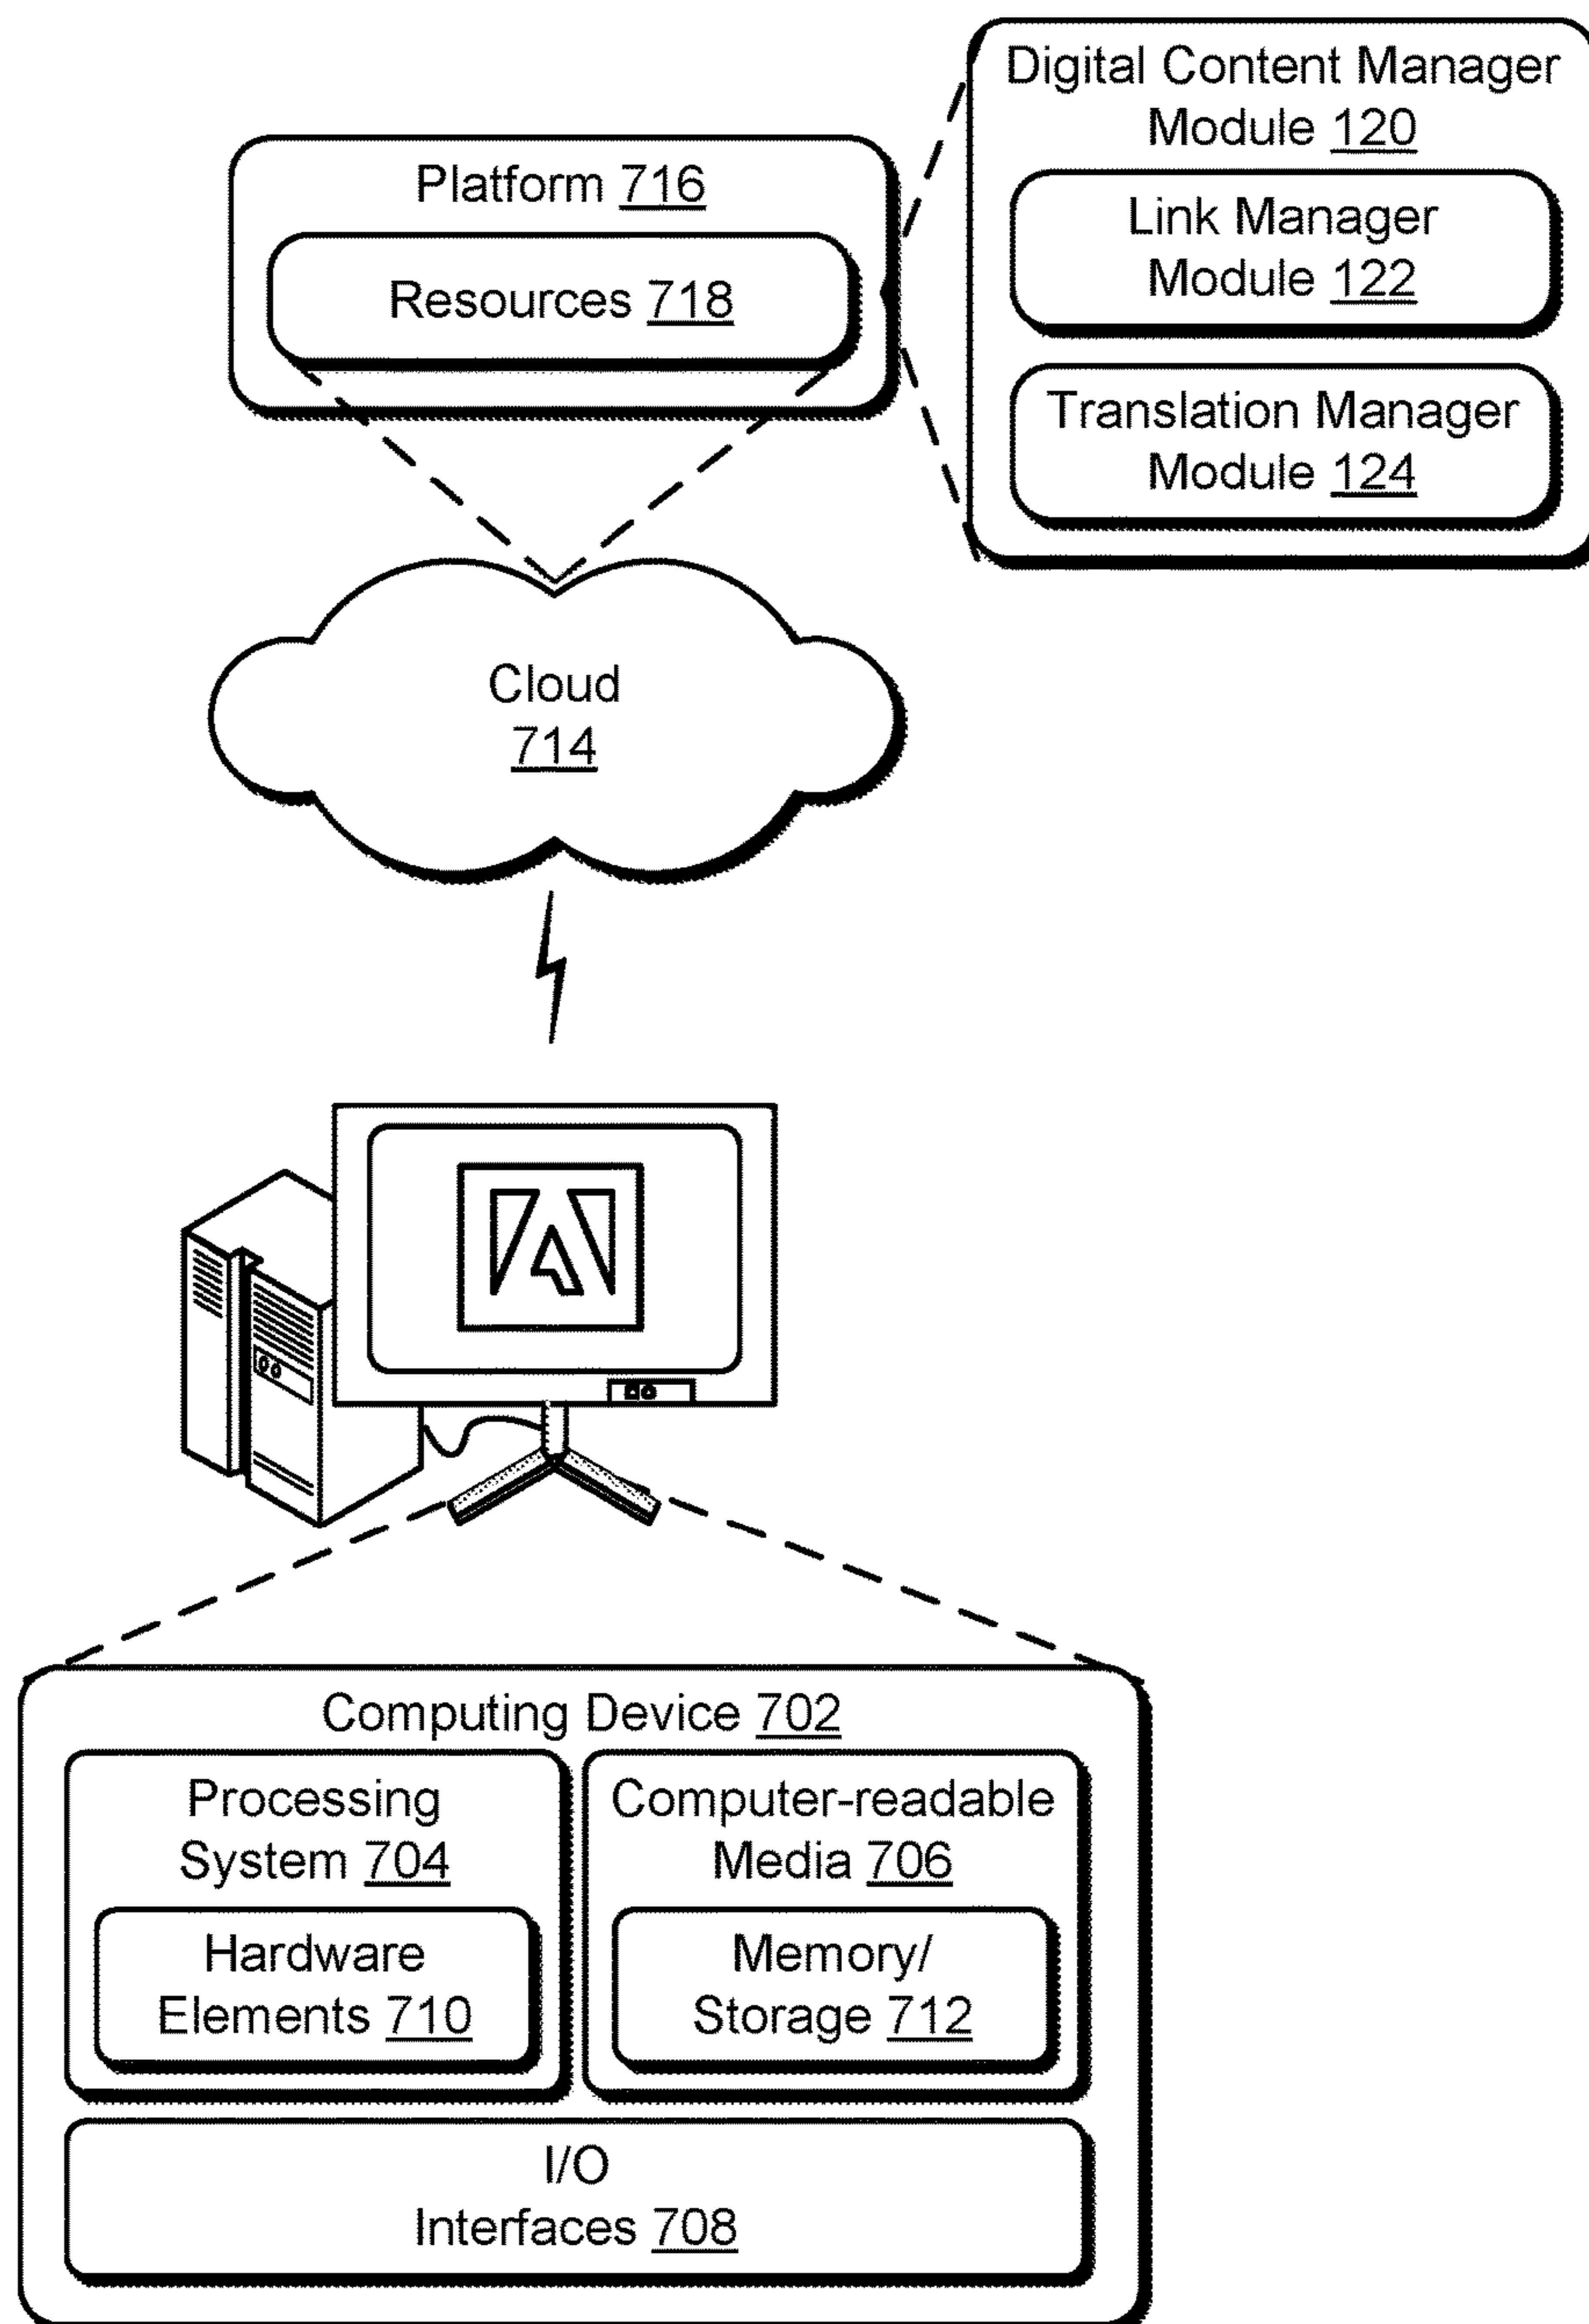 Digital Content Manager
Module 120
Link Manager
Module 122
Translation Manager
Module 124
Platform 716
Resources 718
Cloud
714
Computing Device 702
Processing
System 704
Hardware
Elements 710
Computer-readable
Media 706
Memory/
Storage 712
I/O
Interfaces 708